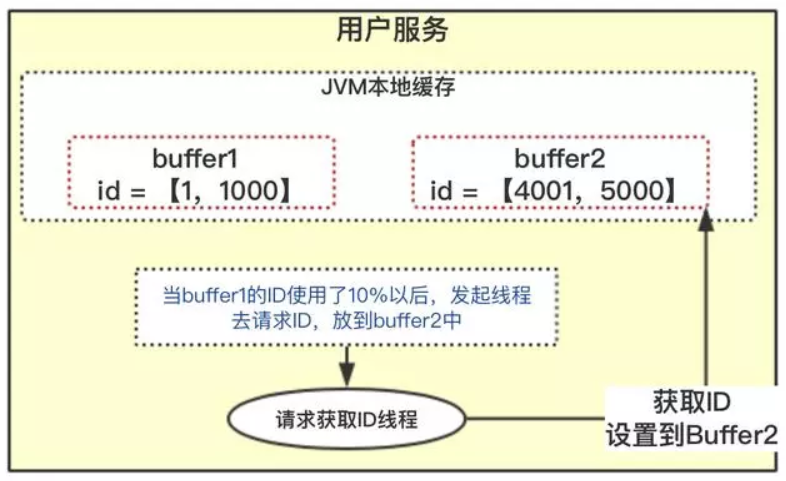 用户服务
JVM本地缓存
buffer1
id = 【1，1000】
buffer2
id = 【4001，5000】
当buffer1的ID使用了10%以后，发起线程
去请求ID，放到buffer2中
请求获取ID线程
获取ID
设置到Buffer2